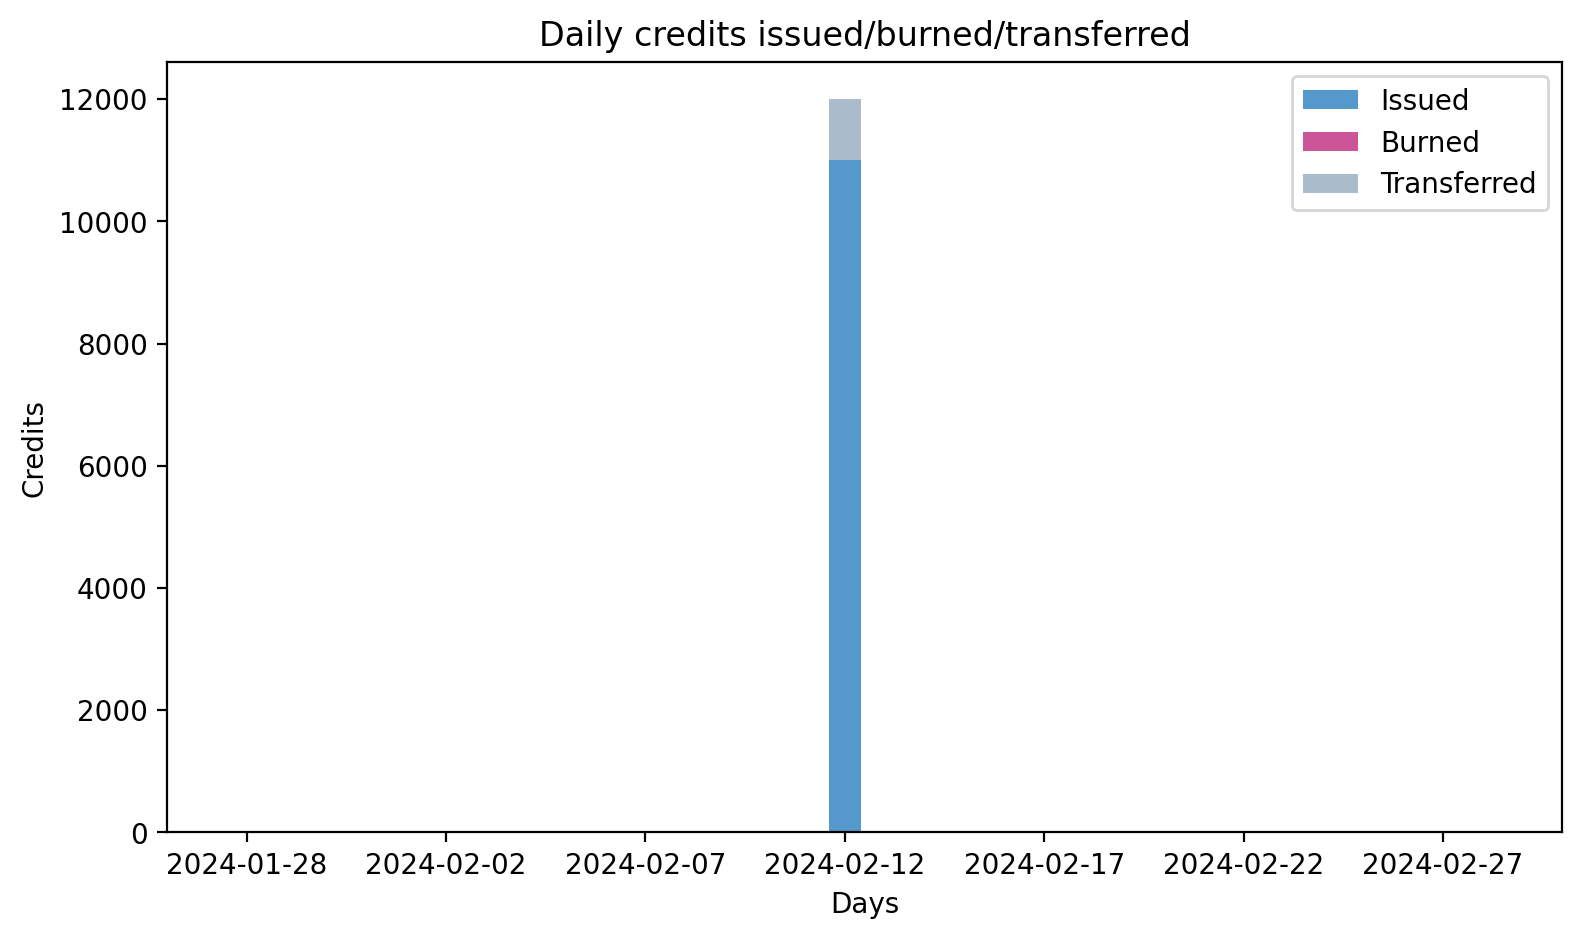 Daily credits issued/burned/transferred
Issued
Burned
Transferred
12000
10000
8000
6000
4000
2000
0
Credits
2024-01-28 2024-02-02 2024-02-07 2024-02-12 2024-02-17 2024-02-22 2024-02-27
Days